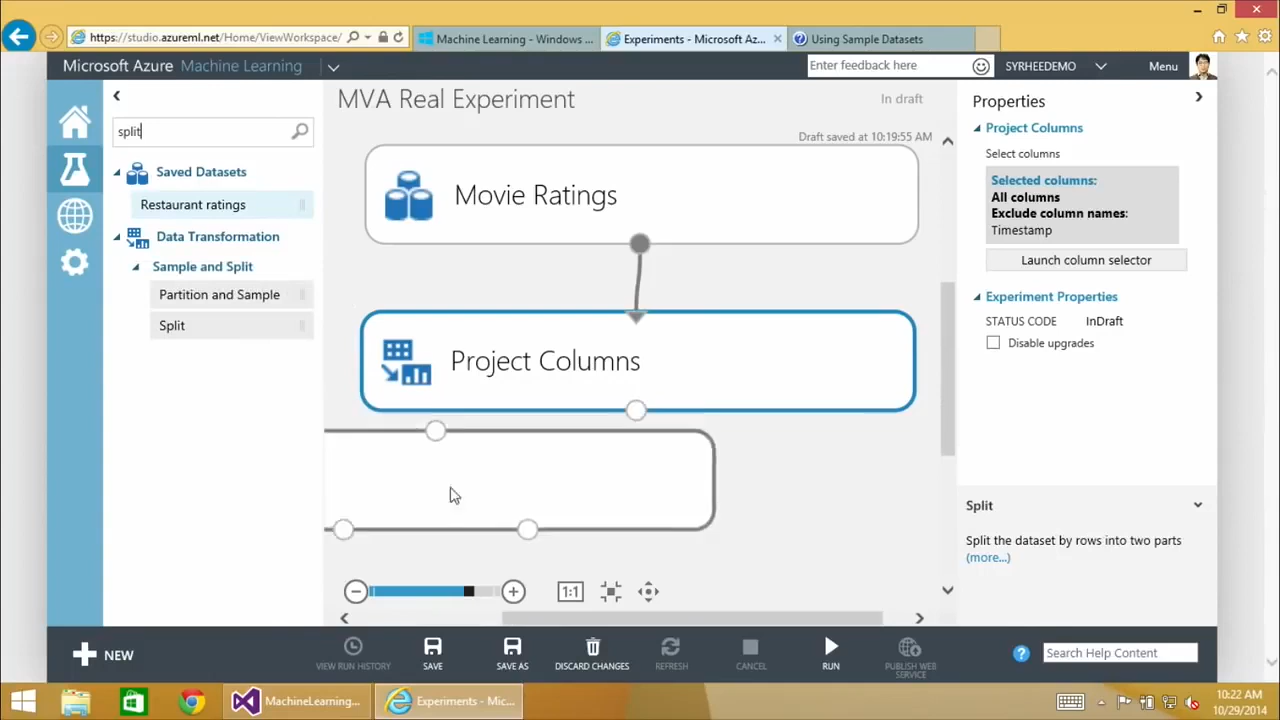 https://studio.azureml.net/Home/ViewWorkspace/
Machine Learning - Windows ...
Experiments - Microsoft Az...
Using Sample Datasets
Microsoft Azure Machine Learning
Enter feedback here
SYRHEEDEMO
Menu
split
Saved Datasets
Restaurant ratings
Data Transformation
Sample and Split
Partition and Sample
Split
MVA Real Experiment
In draft
Draft saved at 10:19:55 AM
Movie Ratings
Project Columns
1:1
Properties
Project Columns
Select columns
Selected columns:
All columns
Exclude column names:
Timestamp
Launch column selector
Experiment Properties
STATUS CODE InDraft
Disable upgrades
Split
Split the dataset by rows into two parts
(more...)
NEW
VIEW RUN HISTORY
SAVE
SAVE AS
DISCARD CHANGES
REFRESH
CANCEL
RUN
PUBLISH WEB
SERVICE
Search Help Content
MachineLearning...
Experiments - Mic...
10:22 AM
10/29/2014